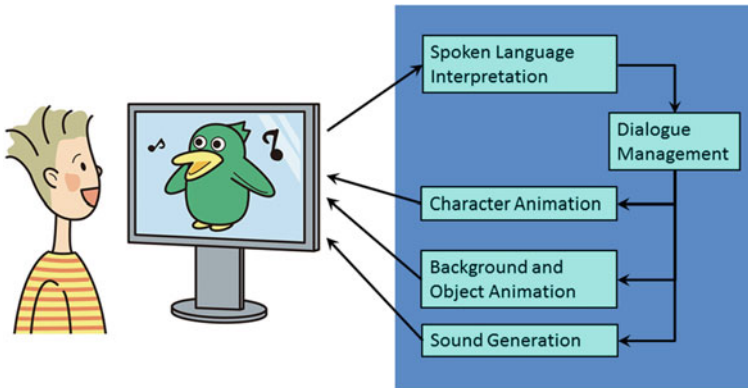 Spoken Language
Interpretation
Dialogue
Management
Character Animation
Background and
Object Animation
Sound Generation